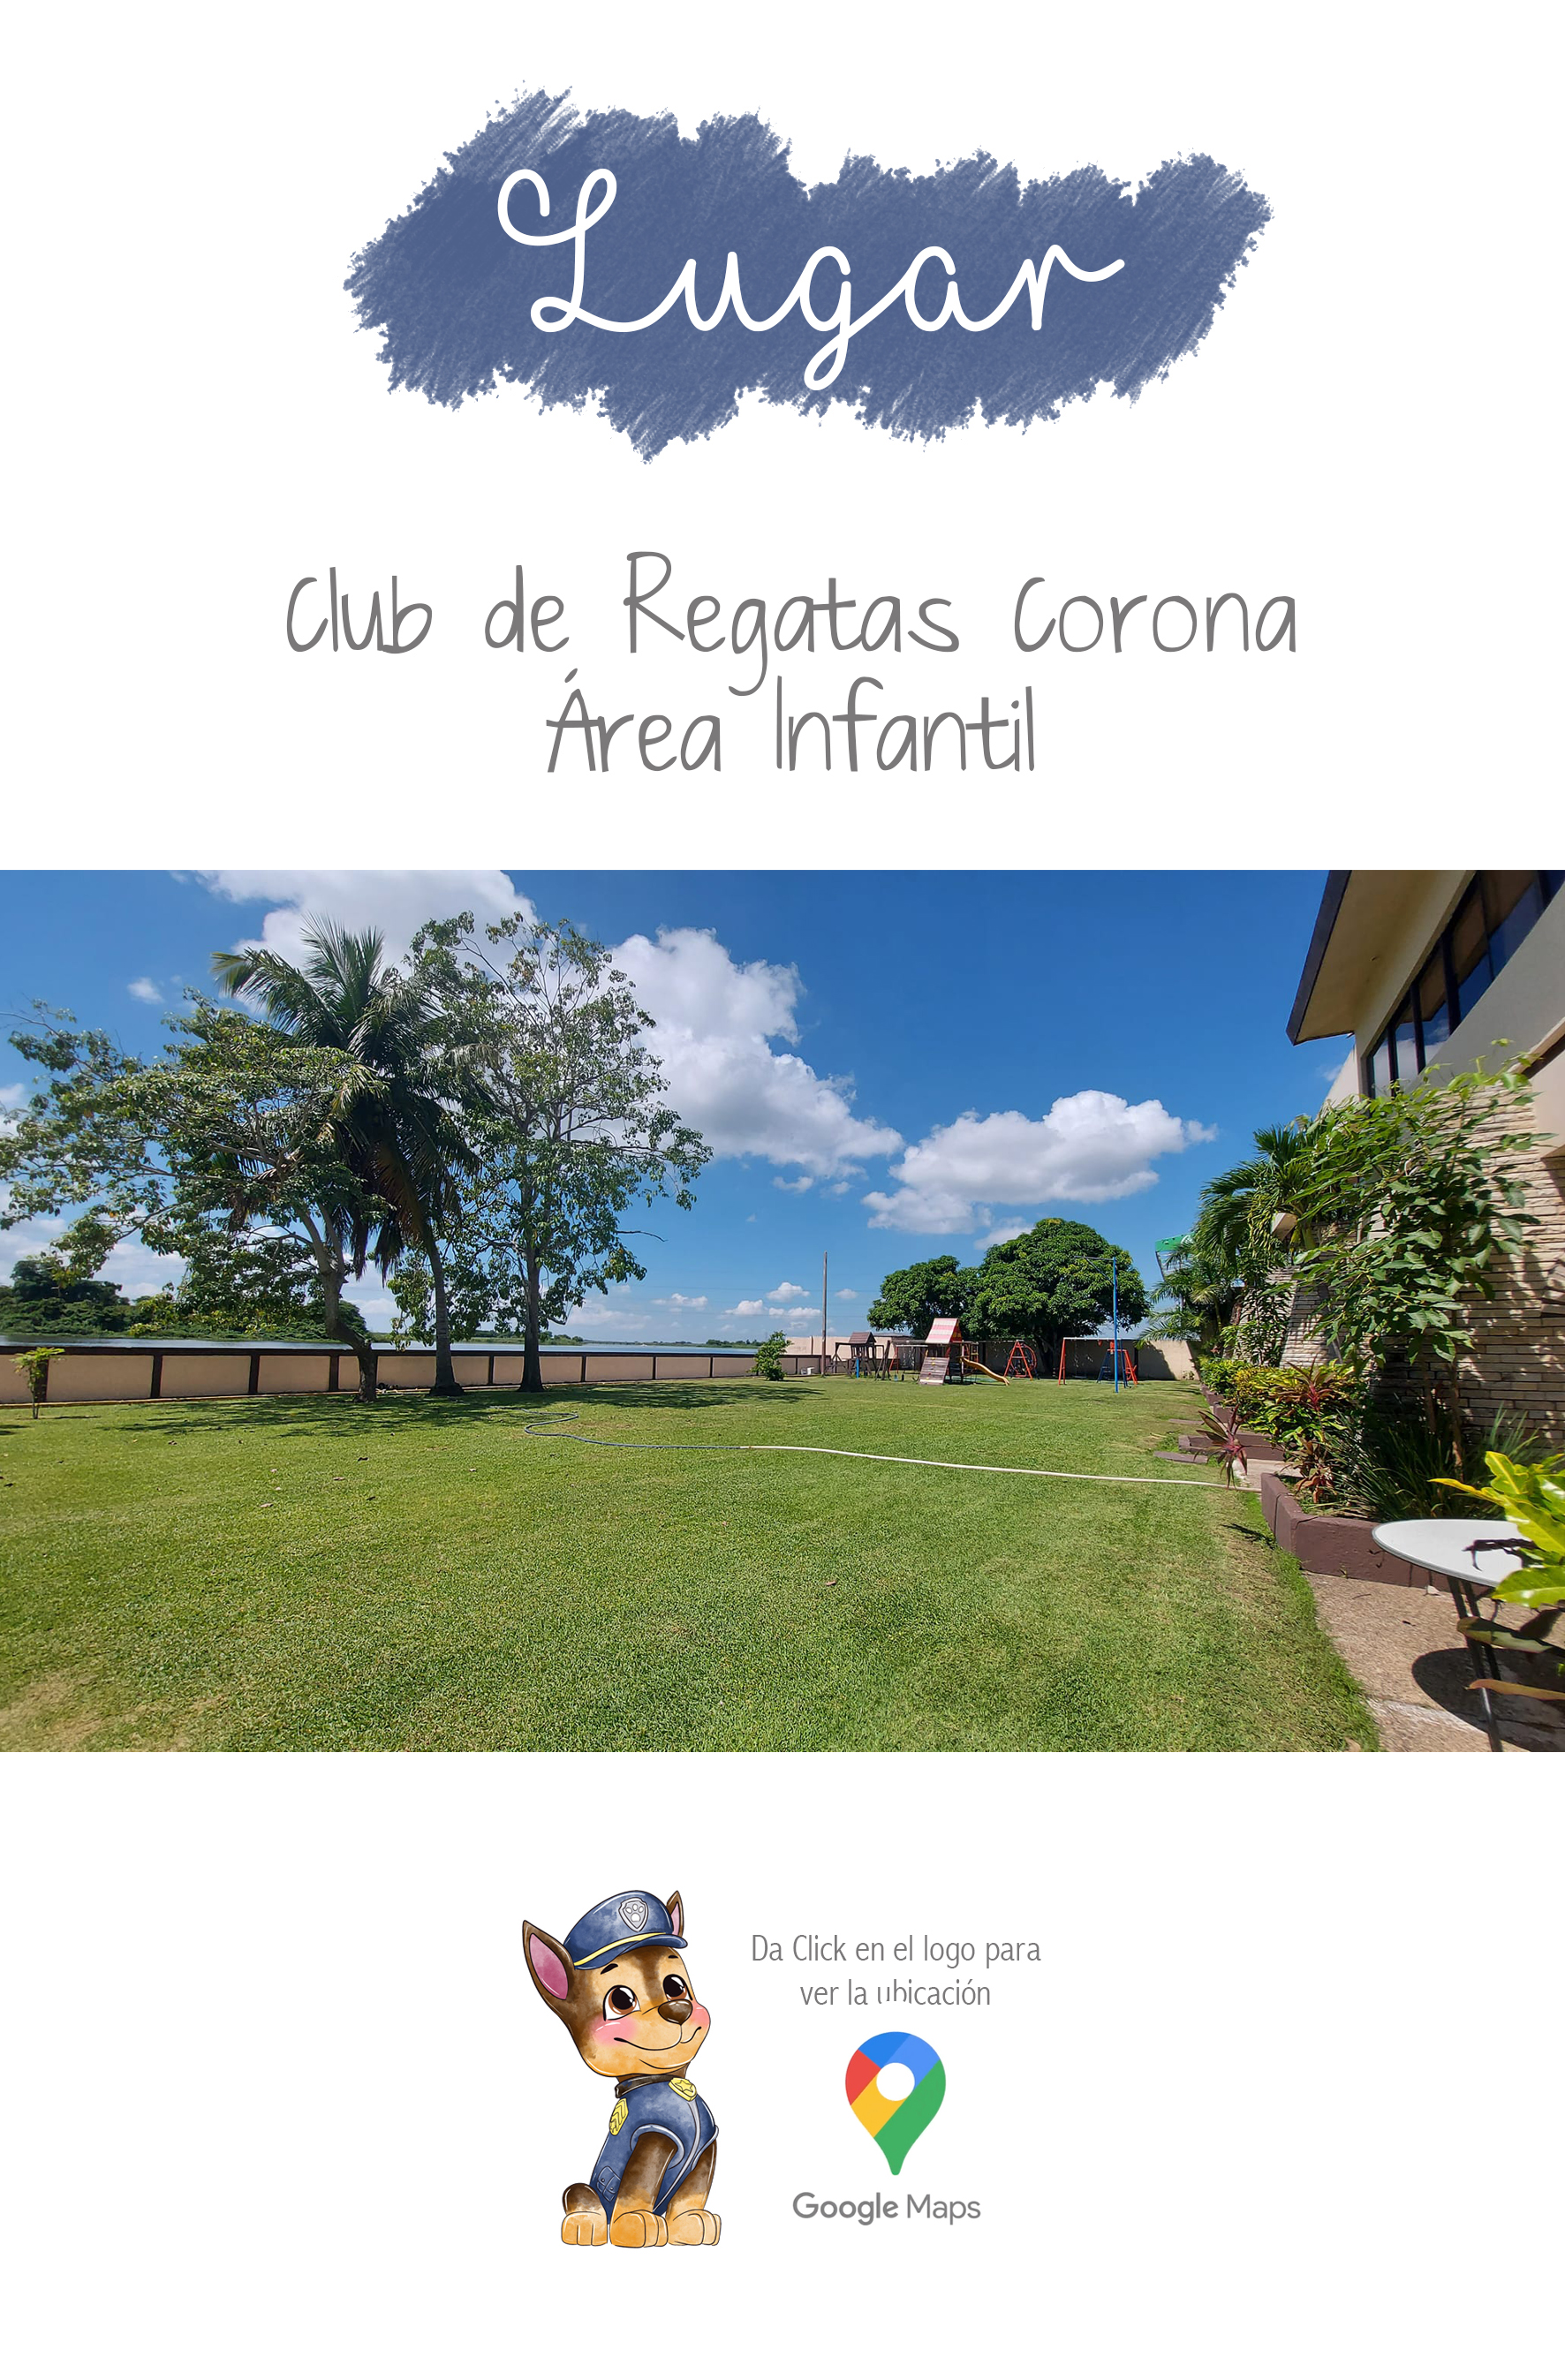 Lugar
Club de Regatas Corona
Área Infantil
Da Click en el logo para
ver la ubicación
Google Maps